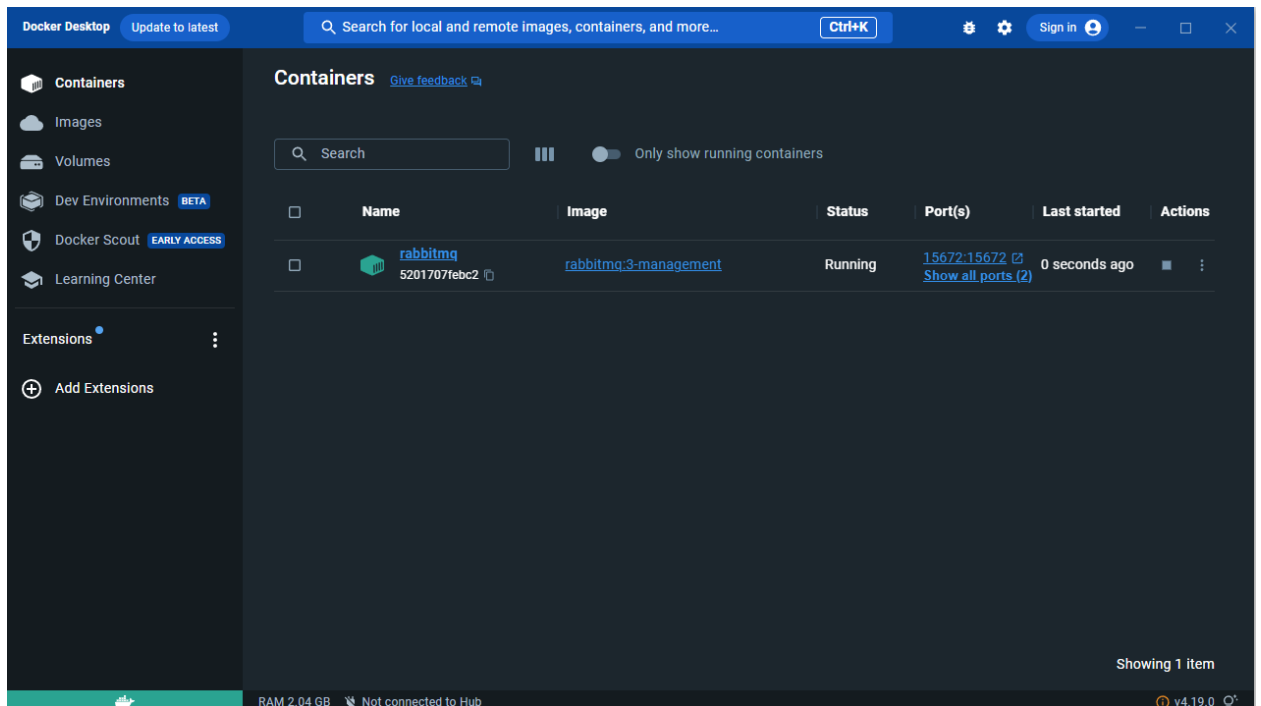 Docker Desktop Update to latest Search for local and remote images, containers, and more... Ctrl+K Sign in
Containers
Images
Volumes
Dev Environments BETA
Docker Scout EARLY ACCESS
Learning Center
Extensions
Add Extensions
Containers Give feedback
Search Only show running containers
Name Image Status Port(s) Last started Actions
rabbitmq
5201707febc2
rabbitmq:3-management
Running
15672:15672
Show all ports (2)
0 seconds ago
Showing 1 item
RAM 2.04 GB Not connected to Hub v4.19.0